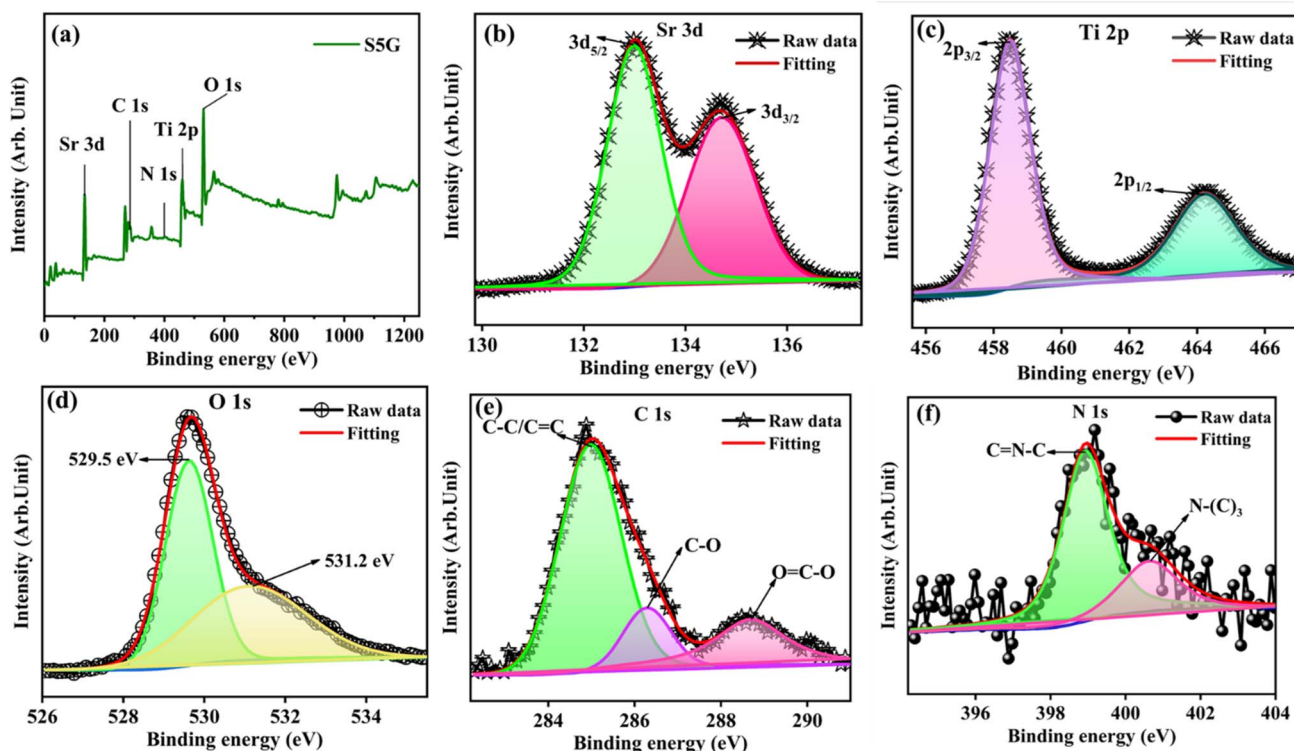 (a)
S5G
O 1s
C 1s
Ti 2p
Sr 3d
N 1s
Intensity (Arb. Unit)
0 200 400 600 800 1000 1200
Binding energy (eV)
(b)
Sr 3d
3d5/2
Raw data
Fitting
3d3/2
Intensity (Arb.Unit)
130 132 134 136
Binding energy (eV)
(c)
Ti 2p
2p3/2
Raw data
Fitting
2p1/2
Intensity (Arb.Unit)
456 458 460 462 464 466
Binding energy (eV)
(d)
O 1s
Raw data
Fitting
529.5 eV
531.2 eV
Intensity (Arb.Unit)
526 528 530 532 534
Binding energy (eV)
(e)
C 1s
C-C/C=C
Raw data
Fitting
C-O
O=C-O
Intensity (Arb.Unit)
284 286 288 290
Binding energy (eV)
(f)
N 1s
Raw data
Fitting
C=N-C
N-(C)3
Intensity (Arb.Unit)
396 398 400 402 404
Binding energy (eV)